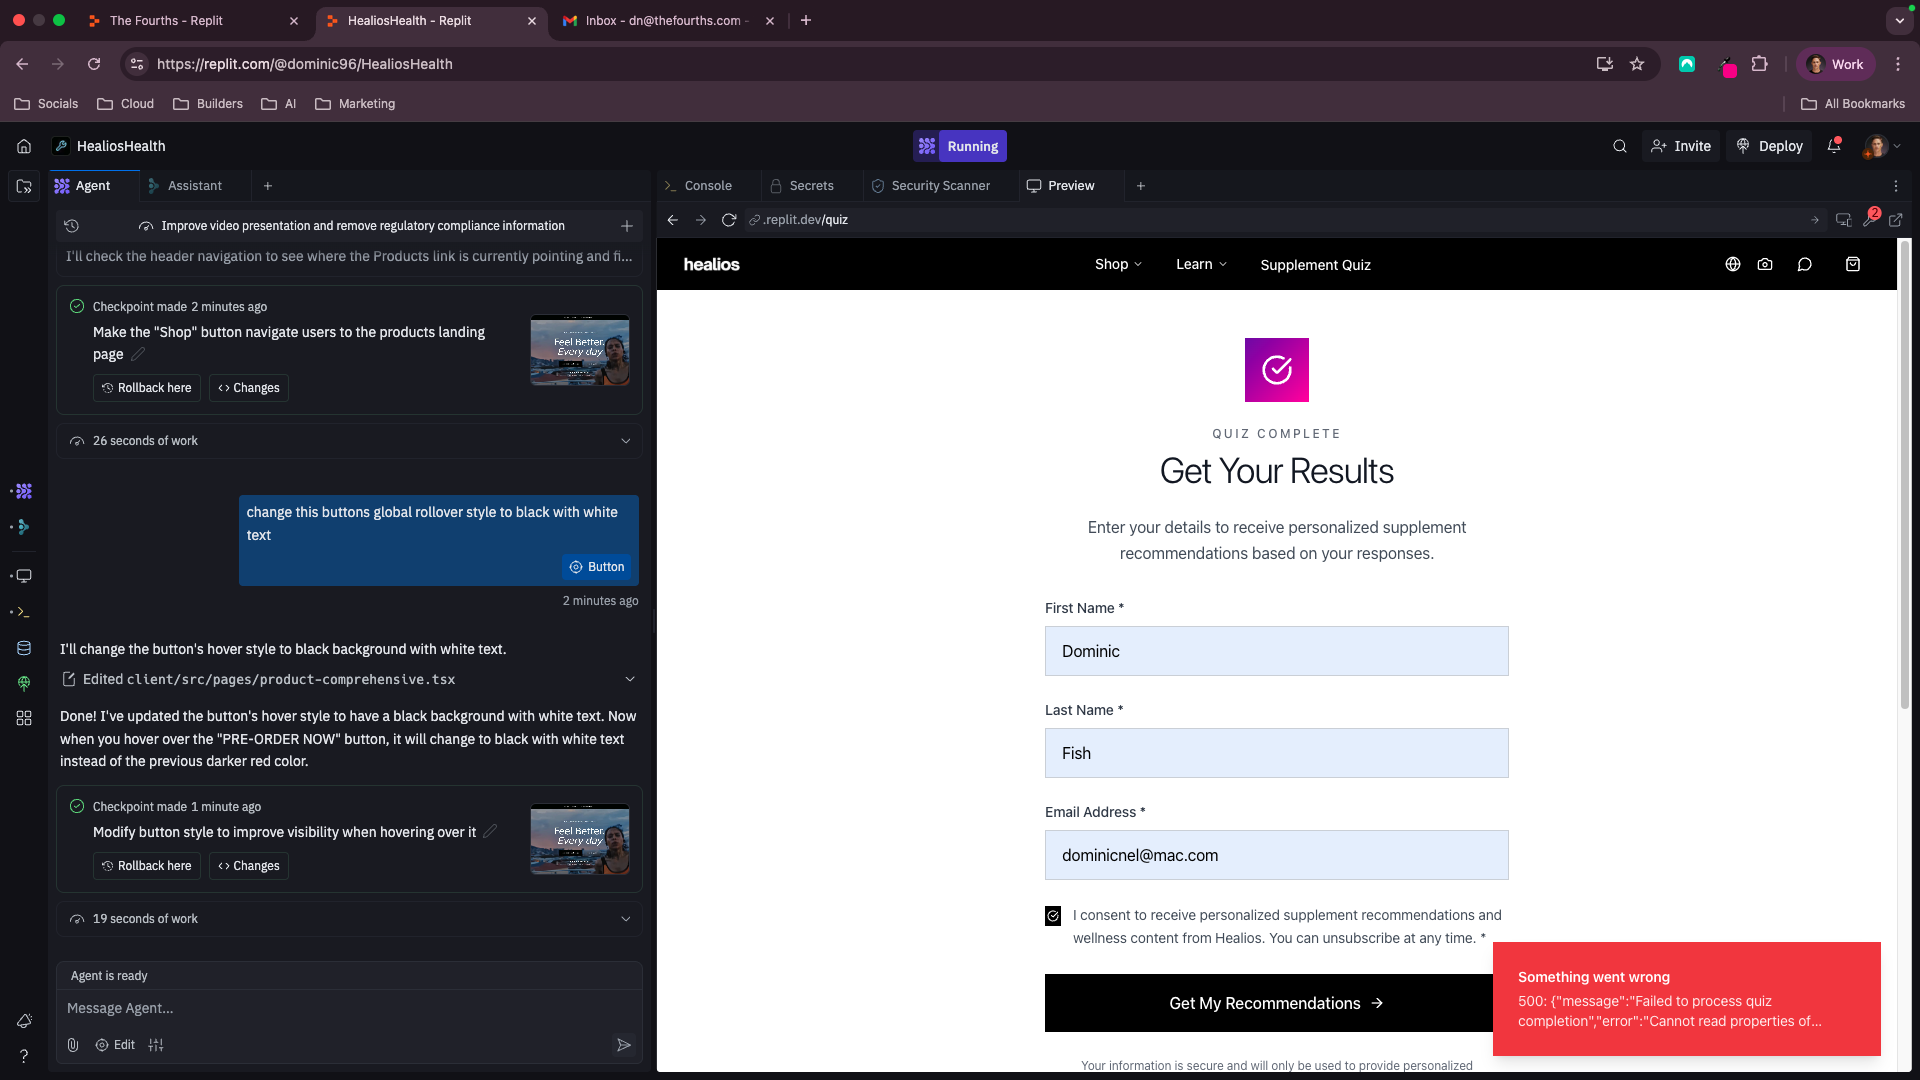 The Fourths - Replit
HealiosHealth - Replit
Inbox - dn@thefourths.com -
https://replit.com/@dominic96/HealiosHealth
Work
Socials
Cloud
Builders
AI
Marketing
All Bookmarks
HealiosHealth
Running
Invite
Deploy
Agent
Assistant
Console
Secrets
Security Scanner
Preview
Improve video presentation and remove regulatory compliance information
.replit.dev/quiz
2
I'll check the header navigation to see where the Products link is currently pointing and fi...
Checkpoint made 2 minutes ago
Make the "Shop" button navigate users to the products landing
page
Rollback here
Changes
Feel Better.
Every day
26 seconds of work
change this buttons global rollover style to black with white
text
Button
2 minutes ago
I'll change the button's hover style to black background with white text.
Edited client/src/pages/product-comprehensive.tsx
Done! I've updated the button's hover style to have a black background with white text. Now
when you hover over the "PRE-ORDER NOW" button, it will change to black with white text
instead of the previous darker red color.
Checkpoint made 1 minute ago
Modify button style to improve visibility when hovering over it
Rollback here
Changes
Feel Better.
Every day
19 seconds of work
Agent is ready
Message Agent...
Edit
healios
Shop
Learn
Supplement Quiz
QUIZ COMPLETE
Get Your Results
Enter your details to receive personalized supplement
recommendations based on your responses.
First Name *
Dominic
Last Name *
Fish
Email Address *
dominicnel@mac.com
I consent to receive personalized supplement recommendations and
wellness content from Healios. You can unsubscribe at any time. *
Get My Recommendations →
Your information is secure and will only be used to provide personalized
Something went wrong
500: {"message":"Failed to process quiz
completion","error":"Cannot read properties of...